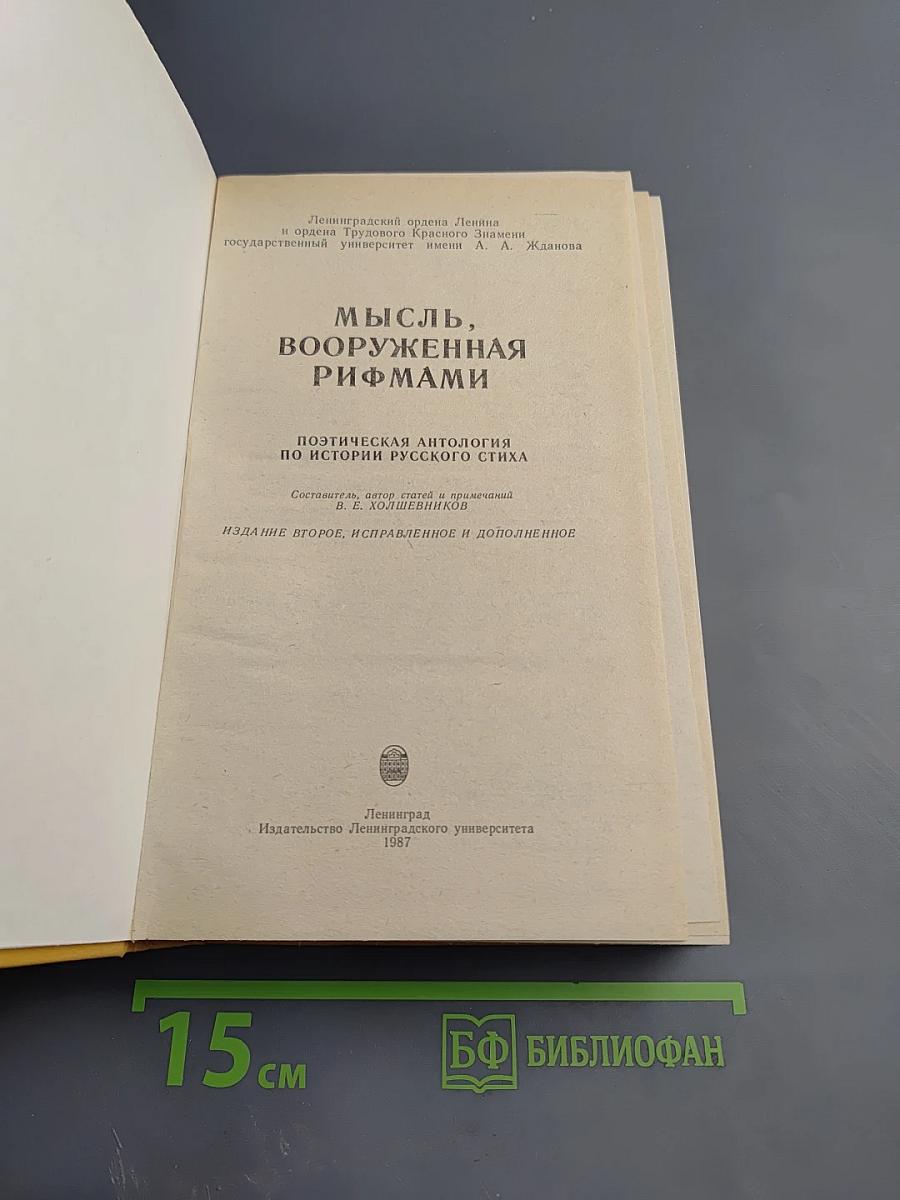 Ленинградский ордена Ленина
и ордена Трудового Красного Знамени
государственный университет имени А. А. Жданова
МЫСЛЬ,
ВООРУЖЕННАЯ
РИФМАМИ
ПОЭТИЧЕСКАЯ АНТОЛОГИЯ
ПО ИСТОРИИ РУССКОГО СТИХА
Составитель, автор статей и примечаний
В. Е. ХОЛШЕВНИКОВ
ИЗДАНИЕ ВТОРОЕ, ИСПРАВЛЕННОЕ И ДОПОЛНЕННОЕ
Ленинград
Издательство Ленинградского университета
1987
15 см
БФ БИБЛИОФАН